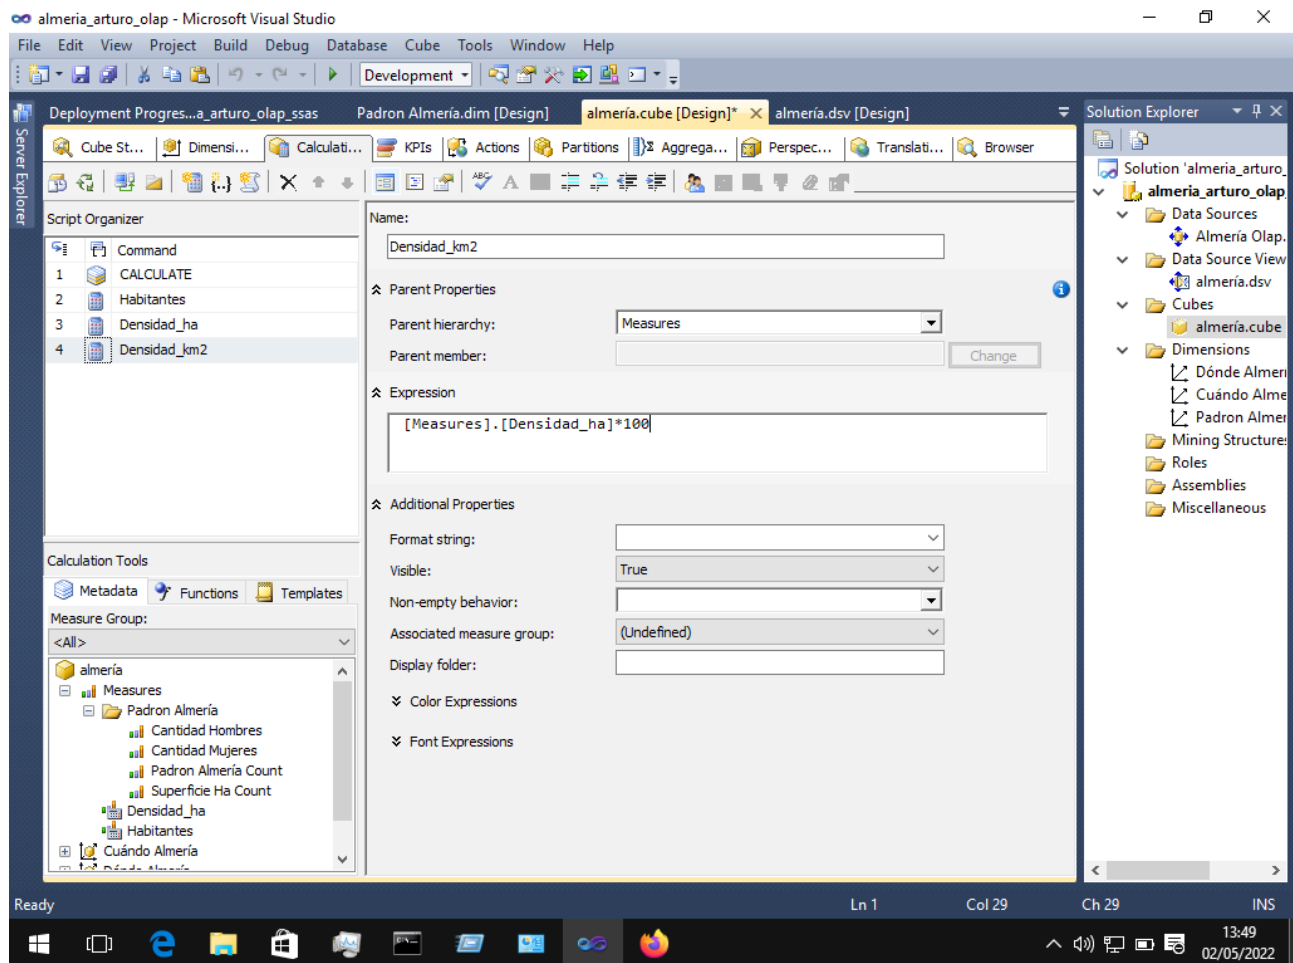 almeria_arturo_olap - Microsoft Visual Studio
File Edit View Project Build Debug Database Cube Tools Window Help
Development
Deployment Progres...a_arturo_olap_ssas Padron Almería.dim [Design] almería.cube [Design]* almería.dsv [Design]
Server Explorer
Cube St... Dimensi... Calculati... KPIs Actions Partitions Aggrega... Perspec... Translati... Browser
Script Organizer
Command
1 CALCULATE
2 Habitantes
3 Densidad_ha
4 Densidad_km2
Calculation Tools
Metadata Functions Templates
Measure Group:
<All>
almería
Measures
Padron Almería
Cantidad Hombres
Cantidad Mujeres
Padron Almería Count
Superficie Ha Count
Densidad_ha
Habitantes
Cuándo Almería
Dónde Almería
Name:
Densidad_km2
Parent Properties
Parent hierarchy: Measures
Parent member: Change
Expression
[Measures].[Densidad_ha]*100
Additional Properties
Format string:
Visible: True
Non-empty behavior:
Associated measure group: (Undefined)
Display folder:
Color Expressions
Font Expressions
Solution Explorer
Solution 'almeria_arturo_
almeria_arturo_olap
Data Sources
Almería Olap.
Data Source View
almería.dsv
Cubes
almería.cube
Dimensions
Dónde Almerí
Cuándo Alme
Padron Almer
Mining Structures
Roles
Assemblies
Miscellaneous
Ready Ln 1 Col 29 Ch 29 INS
13:49
02/05/2022